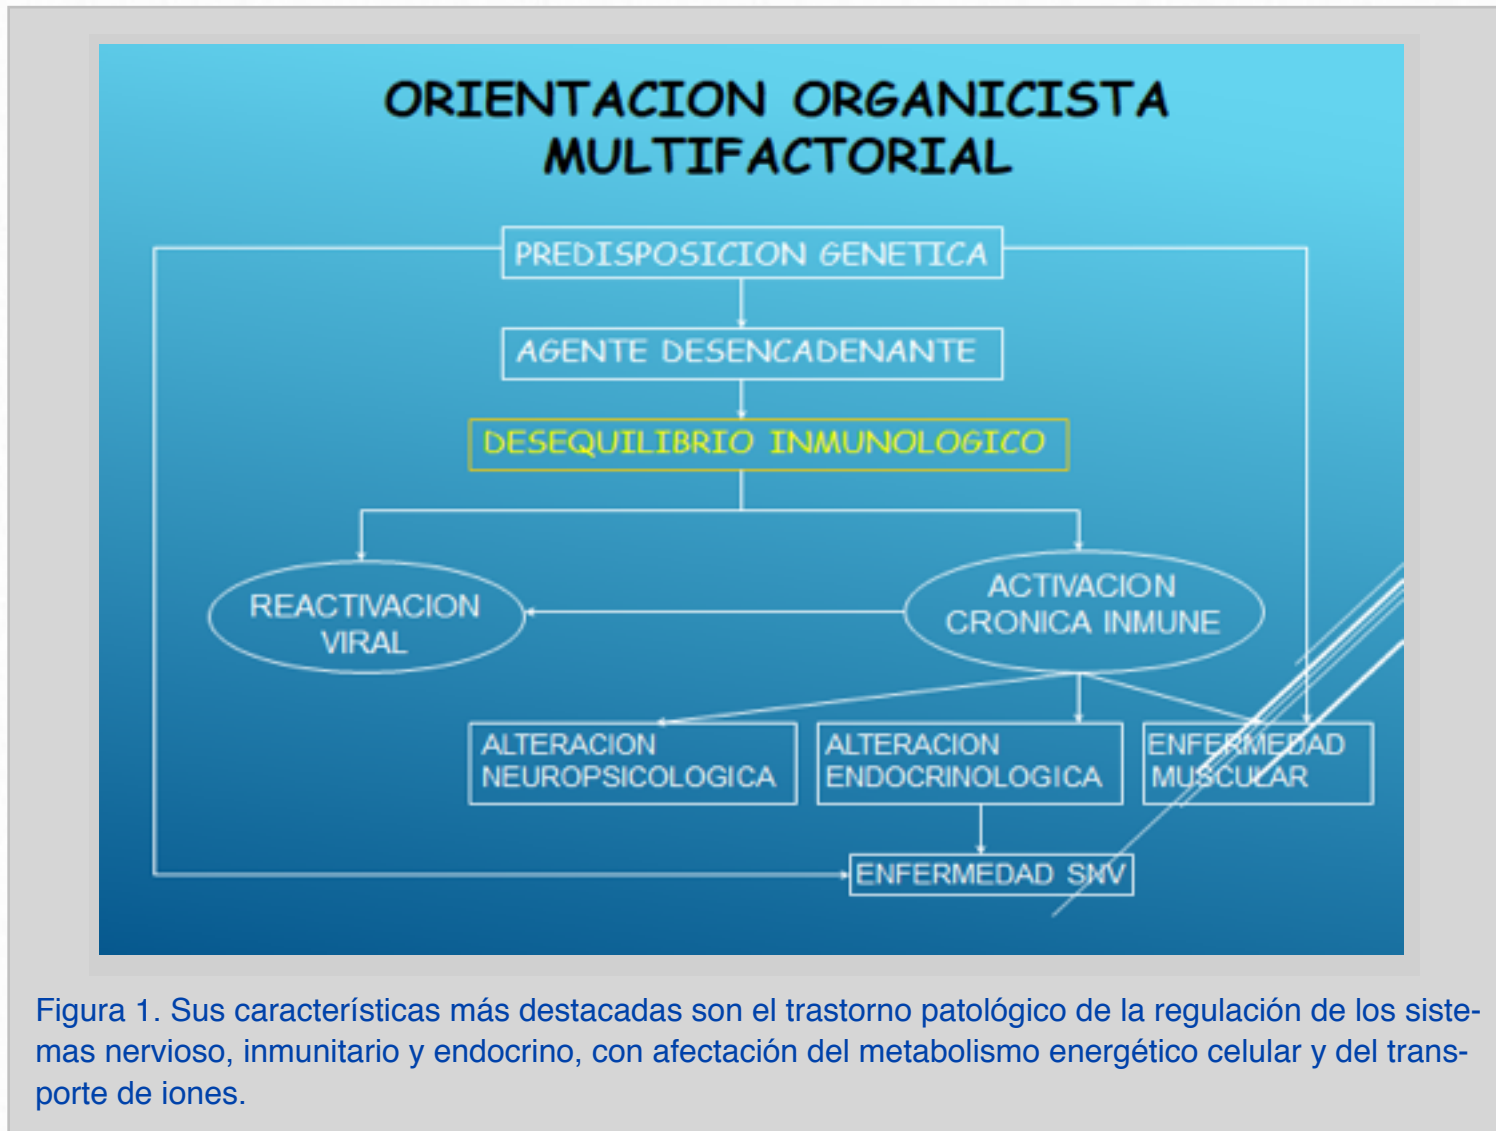 ORIENTACION ORGANICISTA
MULTIFACTORIAL
PREDISPOSICION GENETICA
AGENTE DESENCADENANTE
DESEQUILIBRIO INMUNOLOGICO
REACTIVACION
VIRAL
ACTIVACION
CRONICA INMUNE
ALTERACION
NEUROPSICOLOGICA
ALTERACION
ENDOCRINOLOGICA
ENFERMEDAD
MUSCULAR
ENFERMEDAD SNV
Figura 1. Sus características más destacadas son el trastorno patológico de la regulación de los siste-
mas nervioso, inmunitario y endocrino, con afectación del metabolismo energético celular y del trans-
porte de iones.